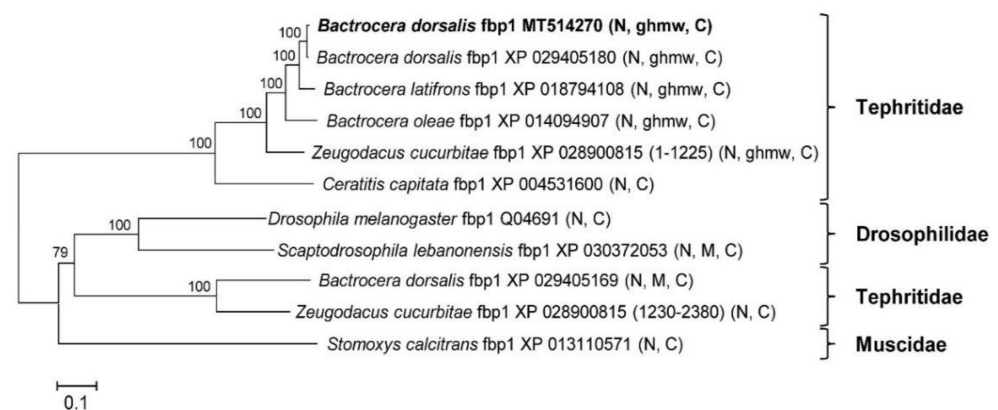 100
Bactrocera dorsalis fbp1 MT514270 (N, ghmw, C)
100
Bactrocera dorsalis fbp1 XP 029405180 (N, ghmw, C)
100
Bactrocera latifrons fbp1 XP 018794108 (N, ghmw, C)
100
Bactrocera oleae fbp1 XP 014094907 (N, ghmw, C)
Tephritidae
100
Zeugodacus cucurbitae fbp1 XP 028900815 (1-1225) (N, ghmw, C)
Ceratitis capitata fbp1 XP 004531600 (N, C)
100
Drosophila melanogaster fbp1 Q04691 (N, C)
Drosophilidae
79
Scaptodrosophila lebanonensis fbp1 XP 030372053 (N, M, C)
100
Bactrocera dorsalis fbp1 XP 029405169 (N, M, C)
Tephritidae
Zeugodacus cucurbitae fbp1 XP 028900815 (1230-2380) (N, C)
Stomoxys calcitrans fbp1 XP 013110571 (N, C)
Muscidae
0.1